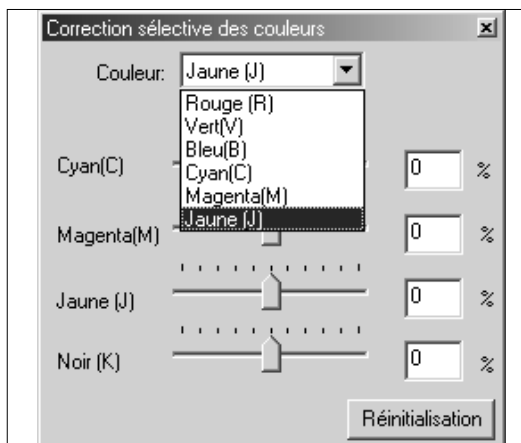 Correction sélective des couleurs
Couleur: Jaune (J)
Rouge (R)
Vert(V)
Bleu(B)
Cyan(C)
Magenta(M)
Jaune (J)
Cyan(C) 0 %
Magenta(M) 0 %
Jaune (J) 0 %
Noir (K) 0 %
Réinitialisation